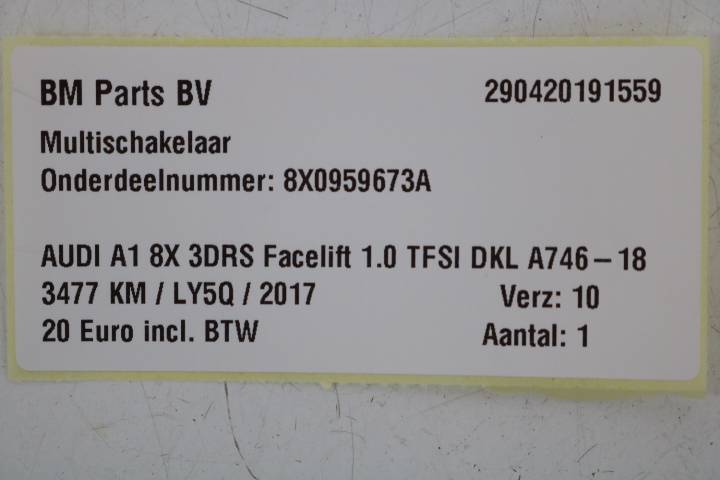 BM Parts BV 290420191559
Multischakelaar
Onderdeelnummer: 8X0959673A
AUDI A1 8X 3DRS Facelift 1.0 TFSI DKL A746-18
3477 KM / LY5Q / 2017 Verz: 10
20 Euro incl. BTW Aantal: 1